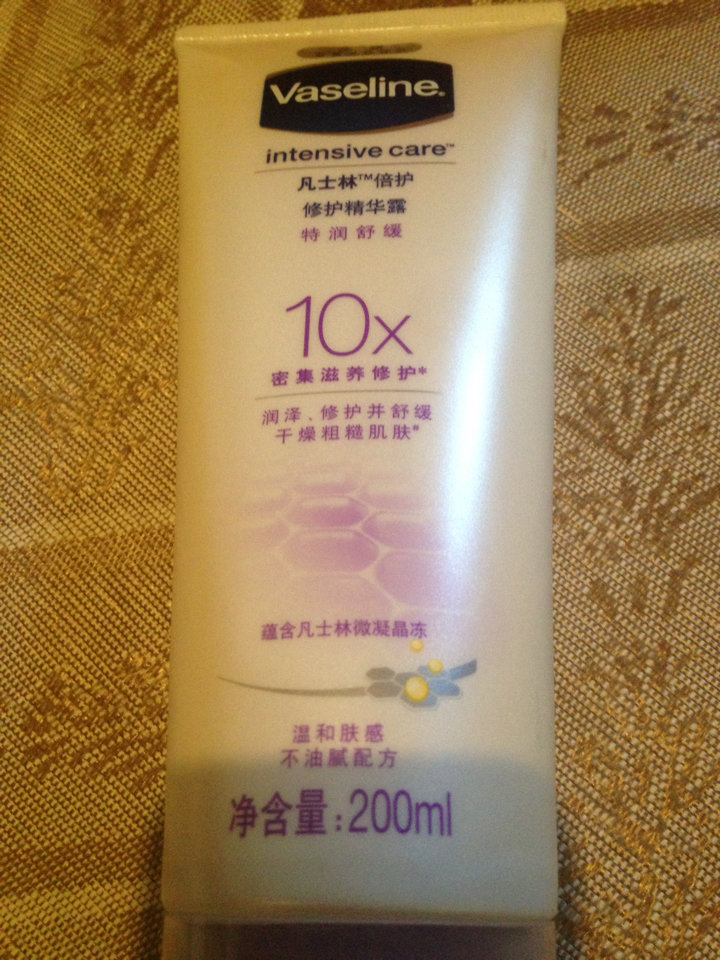 Vaseline®
intensive care™
凡士林™倍护
修护精华露
特润舒缓
10x
密集滋养修护*
润泽、修护并舒缓
干燥粗糙肌肤#
蕴含凡士林微凝晶冻
温和肤感
不油腻配方
净含量:200ml